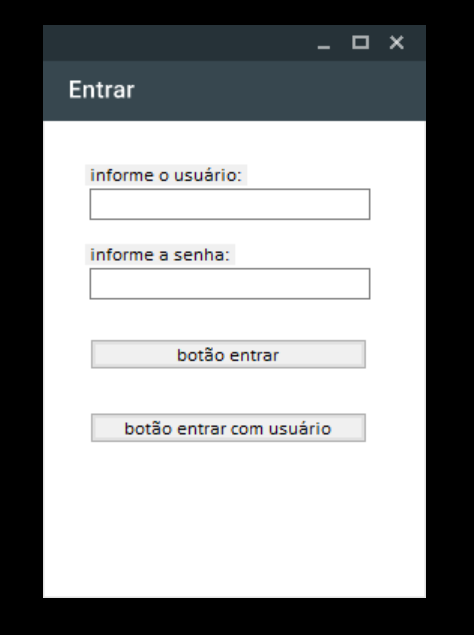 Entrar
informe o usuário:
informe a senha:
botão entrar
botão entrar com usuário